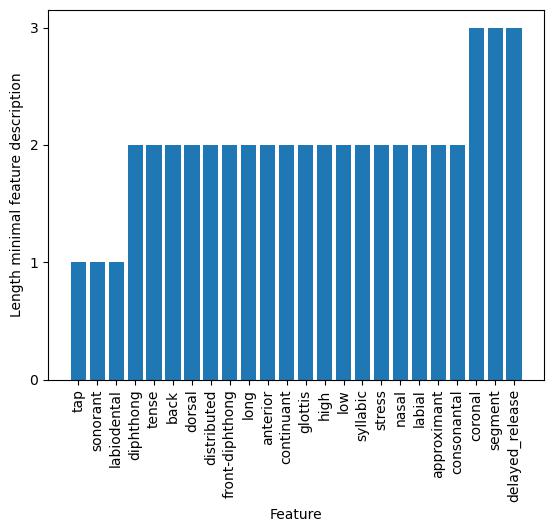 Length minimal feature description
3
2
1
0
tap
sonorant
labiodental
diphthong
tense
back
dorsal
distributed
front-diphthong
long
anterior
continuant
glottis
high
low
syllabic
stress
nasal
labial
approximant
consonantal
coronal
segment
delayed_release
Feature